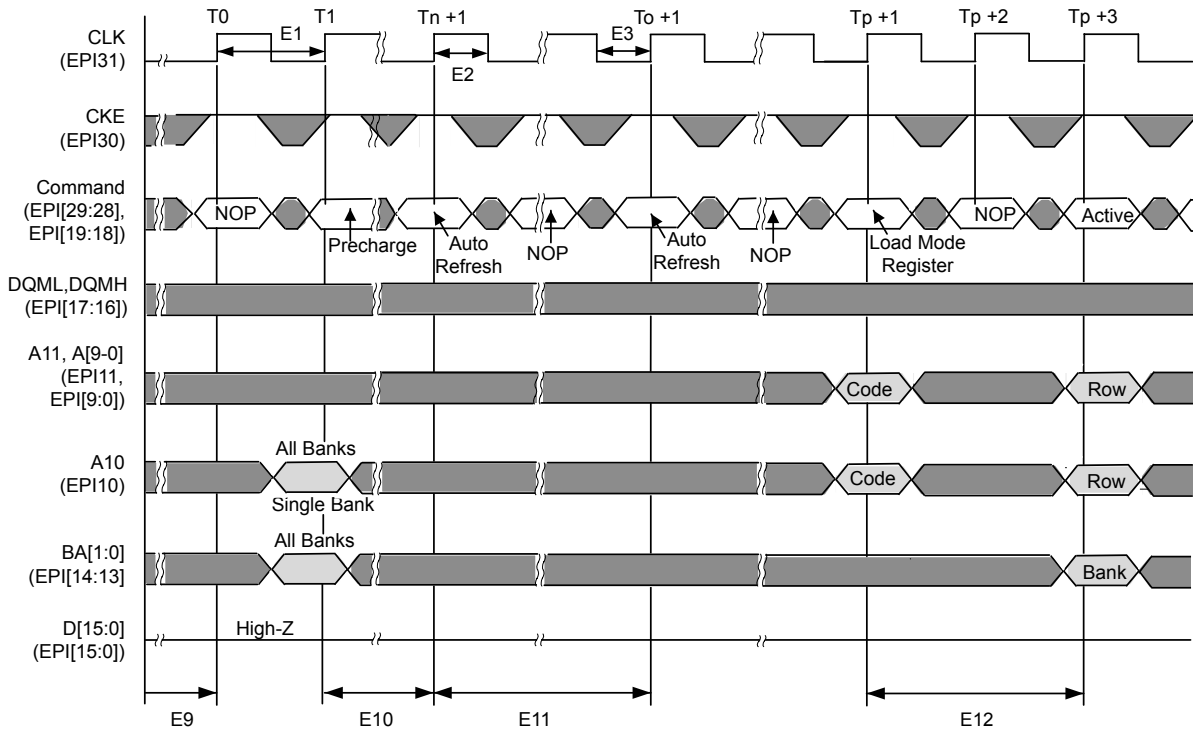 T0 T1 Tn +1 To +1 Tp +1 Tp +2 Tp +3
CLK
(EPI31)
E1
E2
E3
CKE
(EPI30)
Command
(EPI[29:28],
EPI[19:18])
NOP
Precharge
Auto
Refresh
NOP
Auto
Refresh
NOP
Load Mode
Register
NOP
Active
DQML,DQMH
(EPI[17:16])
A11, A[9-0]
(EPI11,
EPI[9:0])
Code
Row
A10
(EPI10)
All Banks
Single Bank
Code
Row
BA[1:0]
(EPI[14:13]
All Banks
Bank
D[15:0]
(EPI[15:0])
High-Z
E9 E10 E11 E12